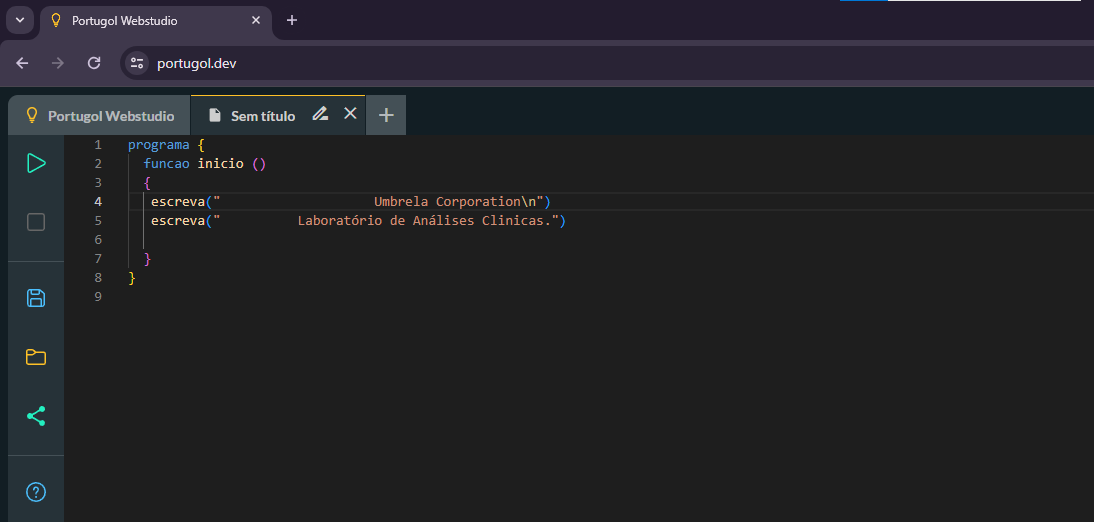 Portugol Webstudio
portugol.dev
Portugol Webstudio
Sem título
1 programa {
2   funcao inicio ()
3   {
4    escreva("                    Umbrela Corporation\n")
5    escreva("          Laboratório de Análises Clinicas.")
6
7   }
8 }
9